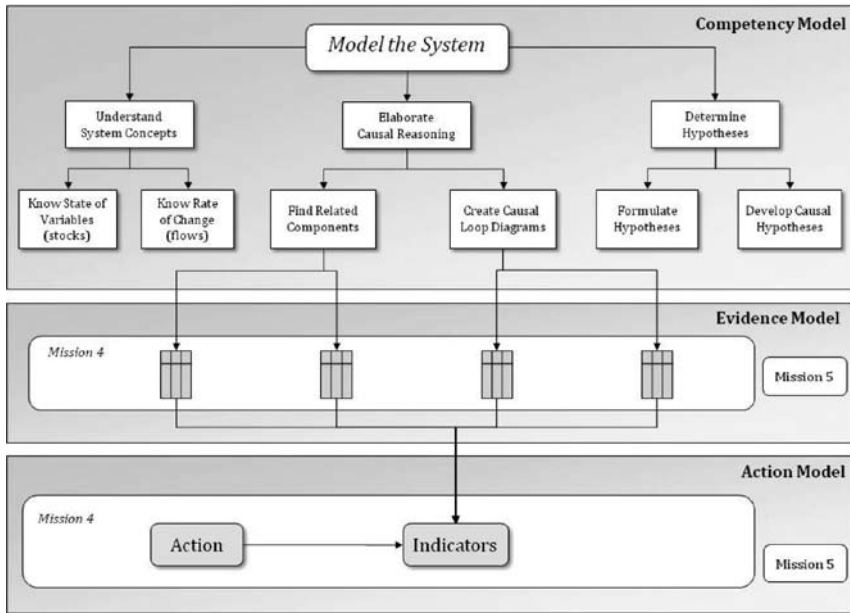 Competency Model
Model the System
Understand
System Concepts
Elaborate
Causal Reasoning
Determine
Hypotheses
Know State of
Variables
(stocks)
Know Rate
of Change
(flows)
Find Related
Components
Create Causal
Loop Diagrams
Formulate
Hypotheses
Develop Causal
Hypotheses
Evidence Model
Mission 4
Mission 5
Action Model
Mission 4
Action
Indicators
Mission 5